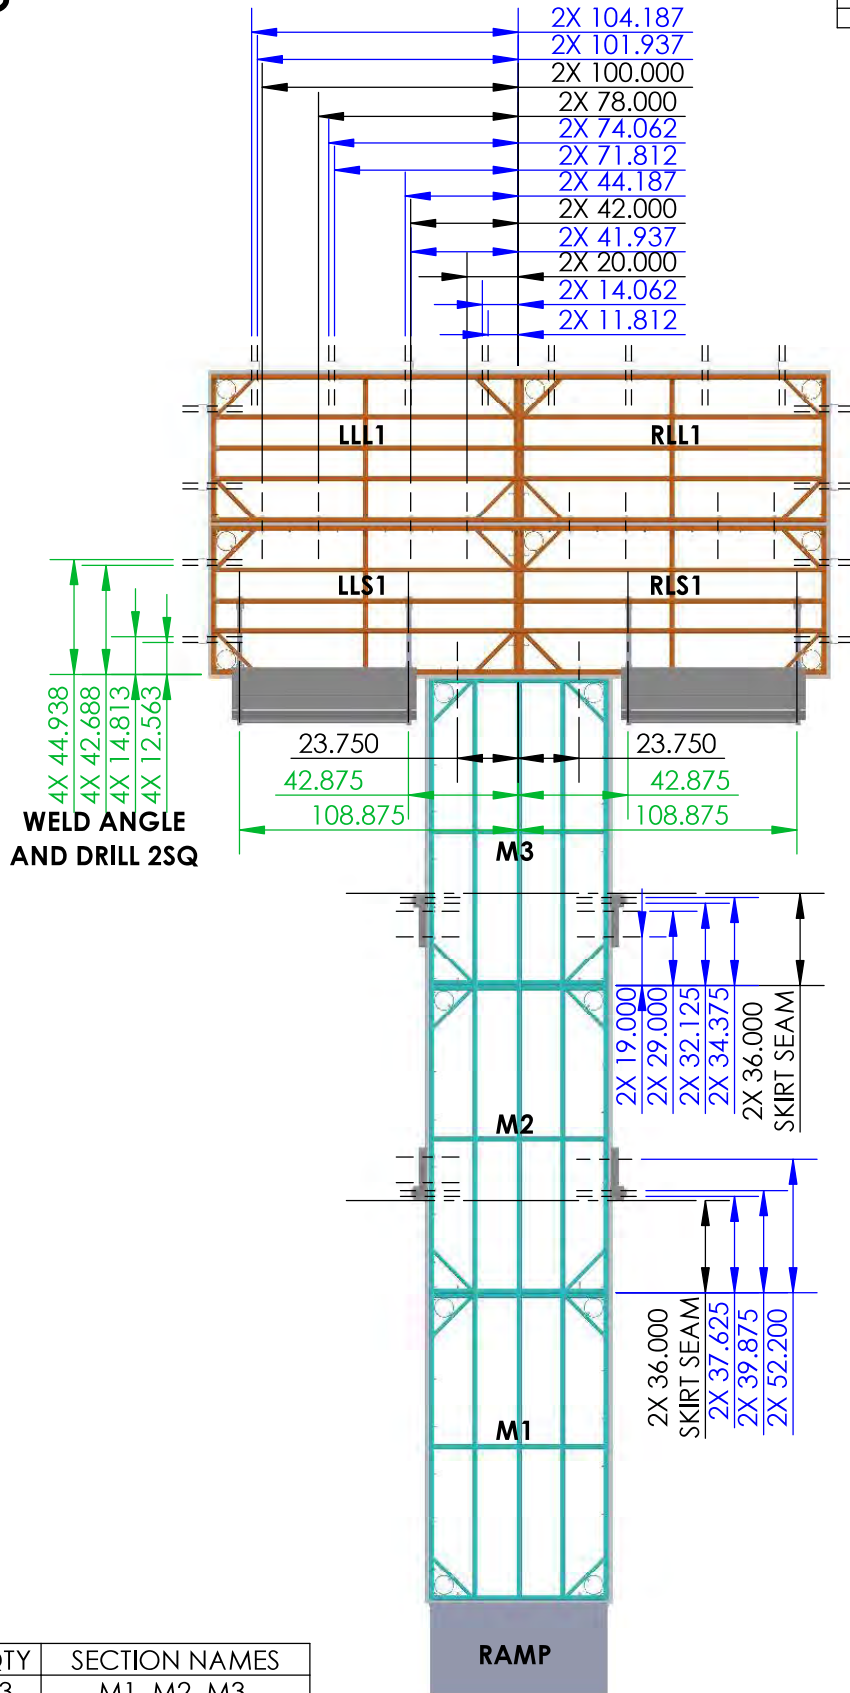 2X 104.187
2X 101.937
2X 100.000
2X 78.000
2X 74.062
2X 71.812
2X 44.187
2X 42.000
2X 41.937
2X 20.000
2X 14.062
2X 11.812
LLL1
RLL1
LLS1
RLS1
4X 44.938
4X 42.688
4X 14.813
4X 12.563
WELD ANGLE
AND DRILL 2SQ
23.750
23.750
42.875
42.875
108.875
108.875
M3
2X 19.000
2X 29.000
2X 32.125
2X 34.375
2X 36.000
SKIRT SEAM
M2
2X 36.000
SKIRT SEAM
2X 37.625
2X 39.875
2X 52.200
M1
RAMP
SECTION NAMES
3 M1, M2, M3